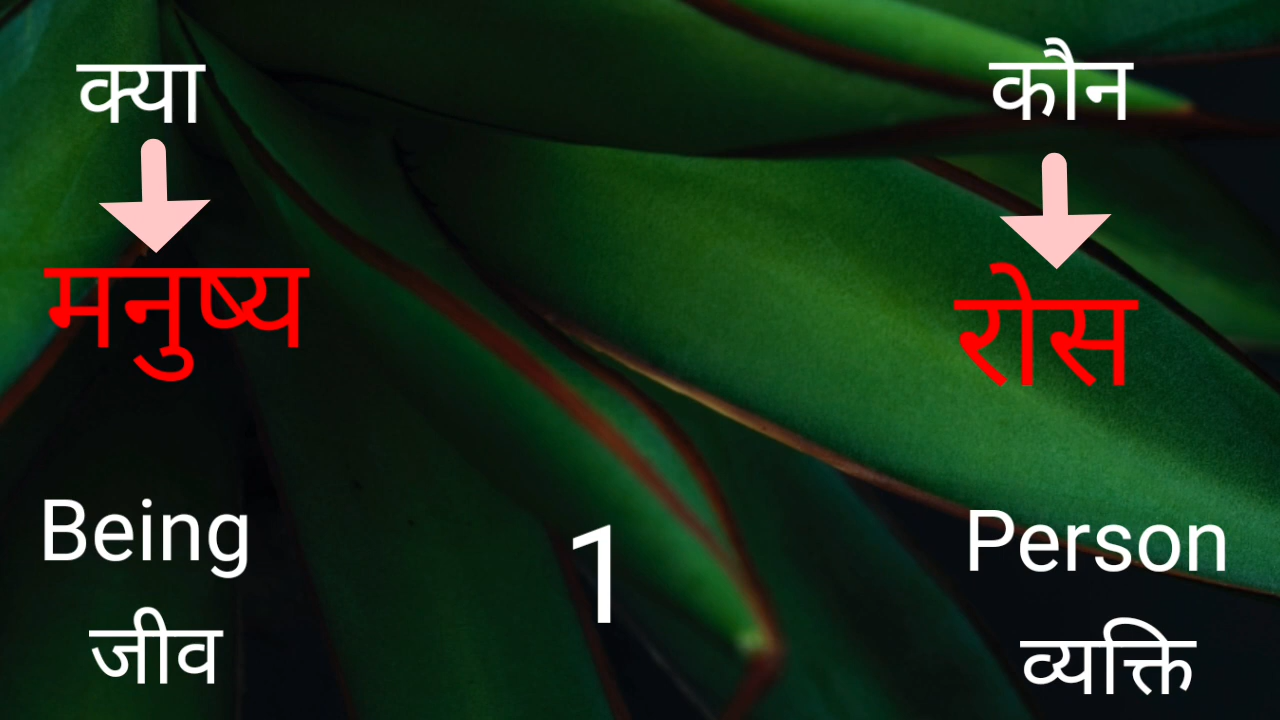 क्या
मनुष्य
Being
जीव
1
कौन
रोस
Person
व्यक्ति